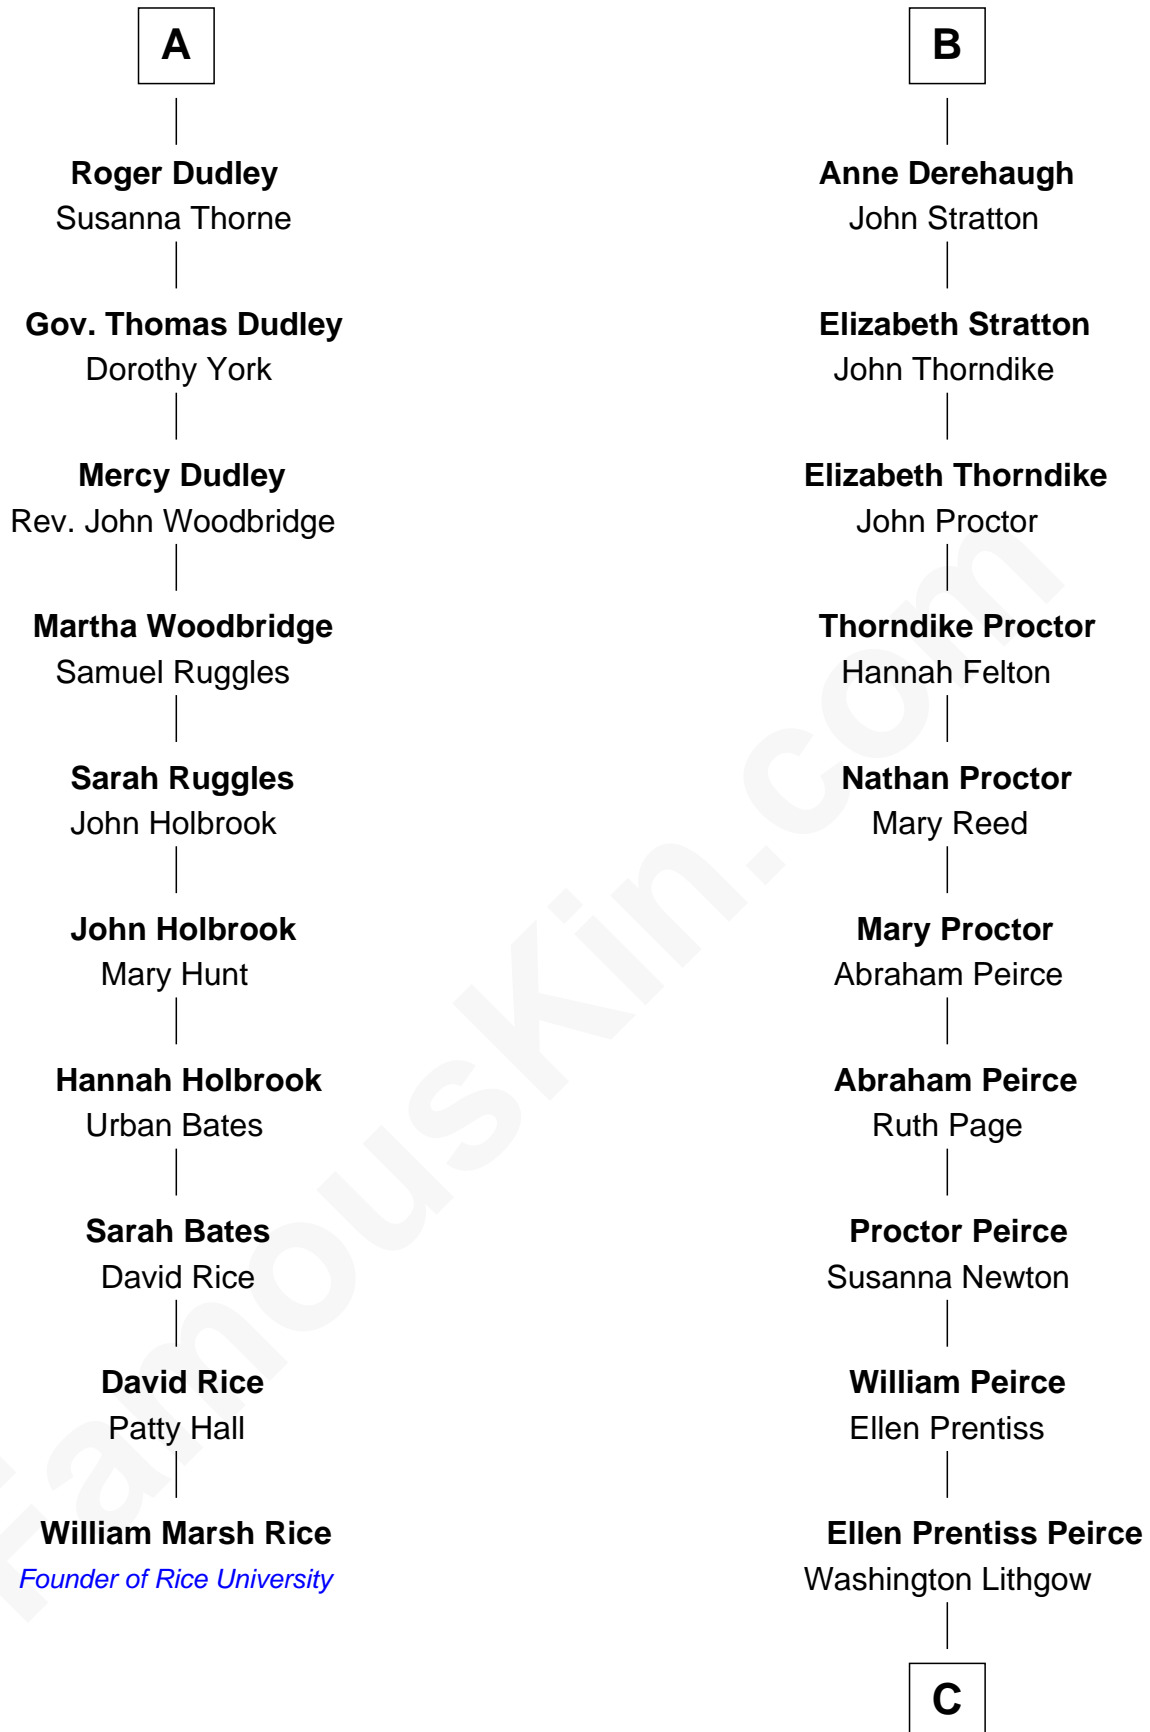 A
Roger Dudley
Susanna Thorne
Gov. Thomas Dudley
Dorothy York
Mercy Dudley
Rev. John Woodbridge
Martha Woodbridge
Samuel Ruggles
Sarah Ruggles
John Holbrook
John Holbrook
Mary Hunt
Hannah Holbrook
Urban Bates
Sarah Bates
David Rice
David Rice
Patty Hall
William Marsh Rice
Founder of Rice University
B
Anne Derehaugh
John Stratton
Elizabeth Stratton
John Thorndike
Elizabeth Thorndike
John Proctor
Thorndike Proctor
Hannah Felton
Nathan Proctor
Mary Reed
Mary Proctor
Abraham Peirce
Abraham Peirce
Ruth Page
Proctor Peirce
Susanna Newton
William Peirce
Ellen Prentiss
Ellen Prentiss Peirce
Washington Lithgow
C
FamousKin.com